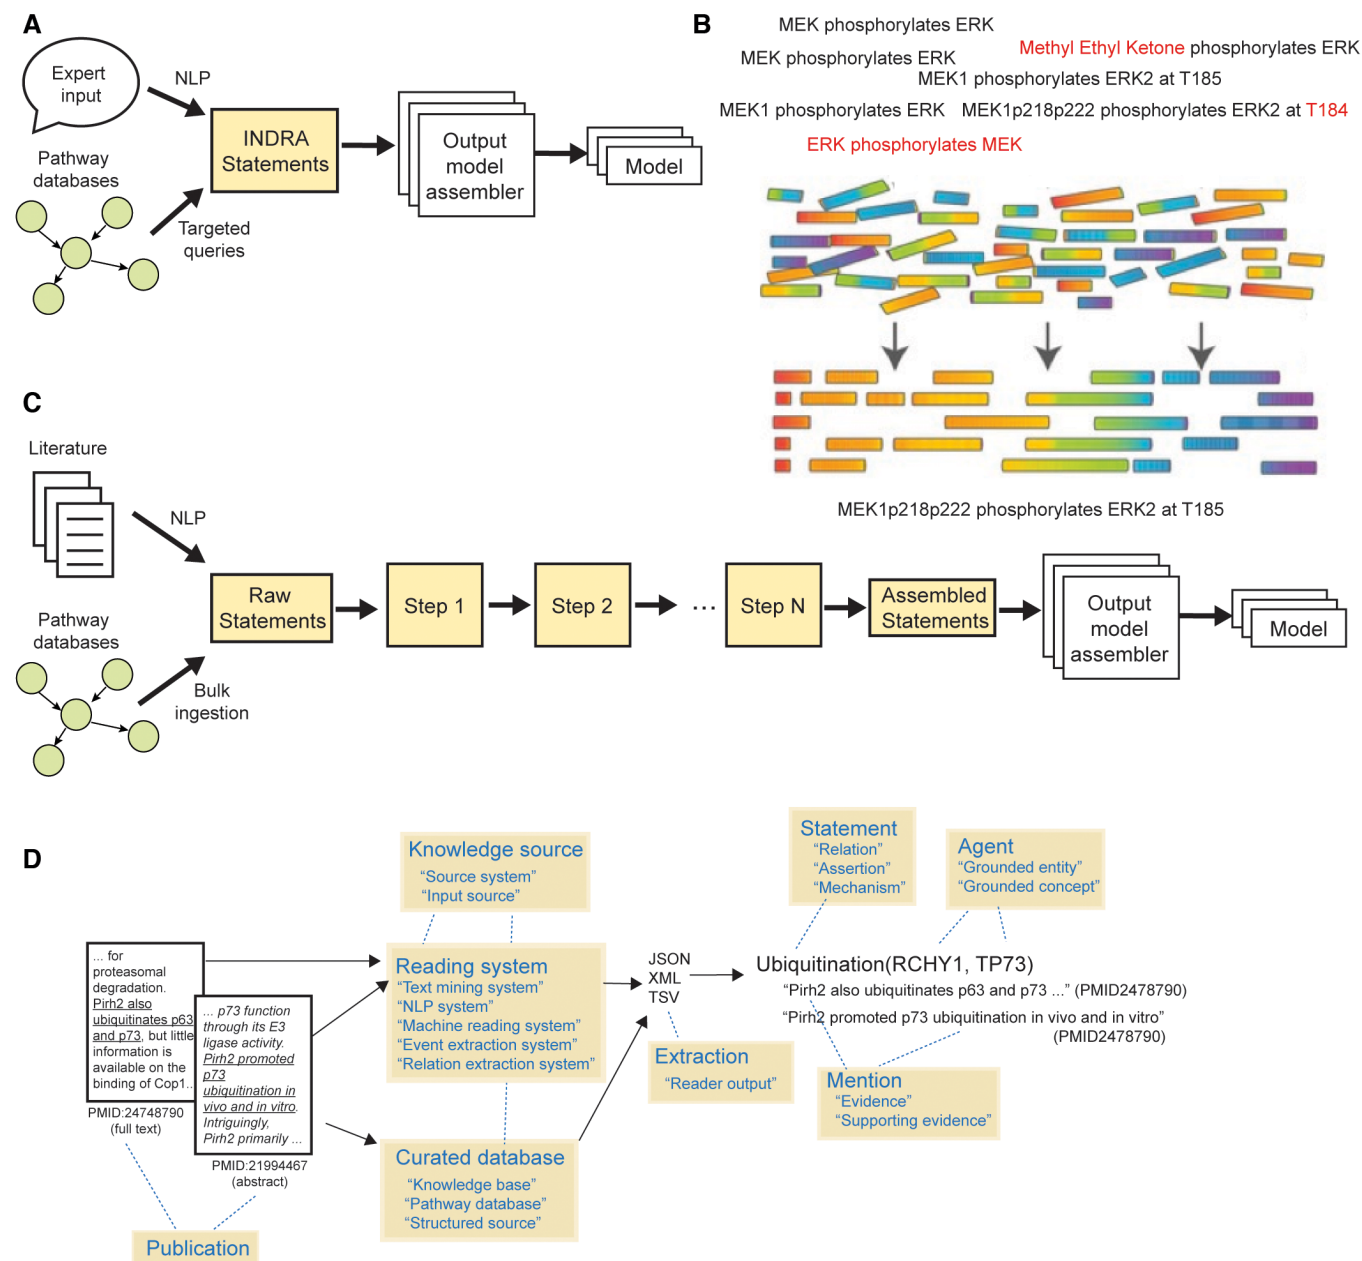 A
Expert
input
NLP
Pathway
databases
Targeted
queries
INDRA
Statements
Output
model
assembler
Model
B
MEK phosphorylates ERK
MEK phosphorylates ERK
Methyl Ethyl Ketone phosphorylates ERK
MEK1 phosphorylates ERK2 at T185
MEK1 phosphorylates ERK
MEK1p218p222 phosphorylates ERK2 at T184
ERK phosphorylates MEK
MEK1p218p222 phosphorylates ERK2 at T185
C
Literature
NLP
Pathway
databases
Bulk
ingestion
Raw
Statements
Step 1
Step 2
...
Step N
Assembled
Statements
Output
model
assembler
Model
D
... for
proteasomal
degradation.
Pirh2 also
ubiquitinates p63
and p73, but little
information is
available on the
binding of Cop1...
PMID:24748790
(full text)
... p73 function
through its E3
ligase activity.
Pirh2 promoted
p73
ubiquitination in
vivo and in vitro.
Intriguingly,
Pirh2 primarily ...
PMID:21994467
(abstract)
Publication
Knowledge source
“Source system”
“Input source”
Reading system
“Text mining system”
“NLP system”
“Machine reading system”
“Event extraction system”
“Relation extraction system”
Curated database
“Knowledge base”
“Pathway database”
“Structured source”
JSON
XML
TSV
Extraction
“Reader output”
Statement
“Relation”
“Assertion”
“Mechanism”
Agent
“Grounded entity”
“Grounded concept”
Ubiquitination(RCHY1, TP73)
“Pirh2 also ubiquitinates p63 and p73 ...” (PMID2478790)
“Pirh2 promoted p73 ubiquitination in vivo and in vitro”
(PMID2478790)
Mention
“Evidence”
“Supporting evidence”